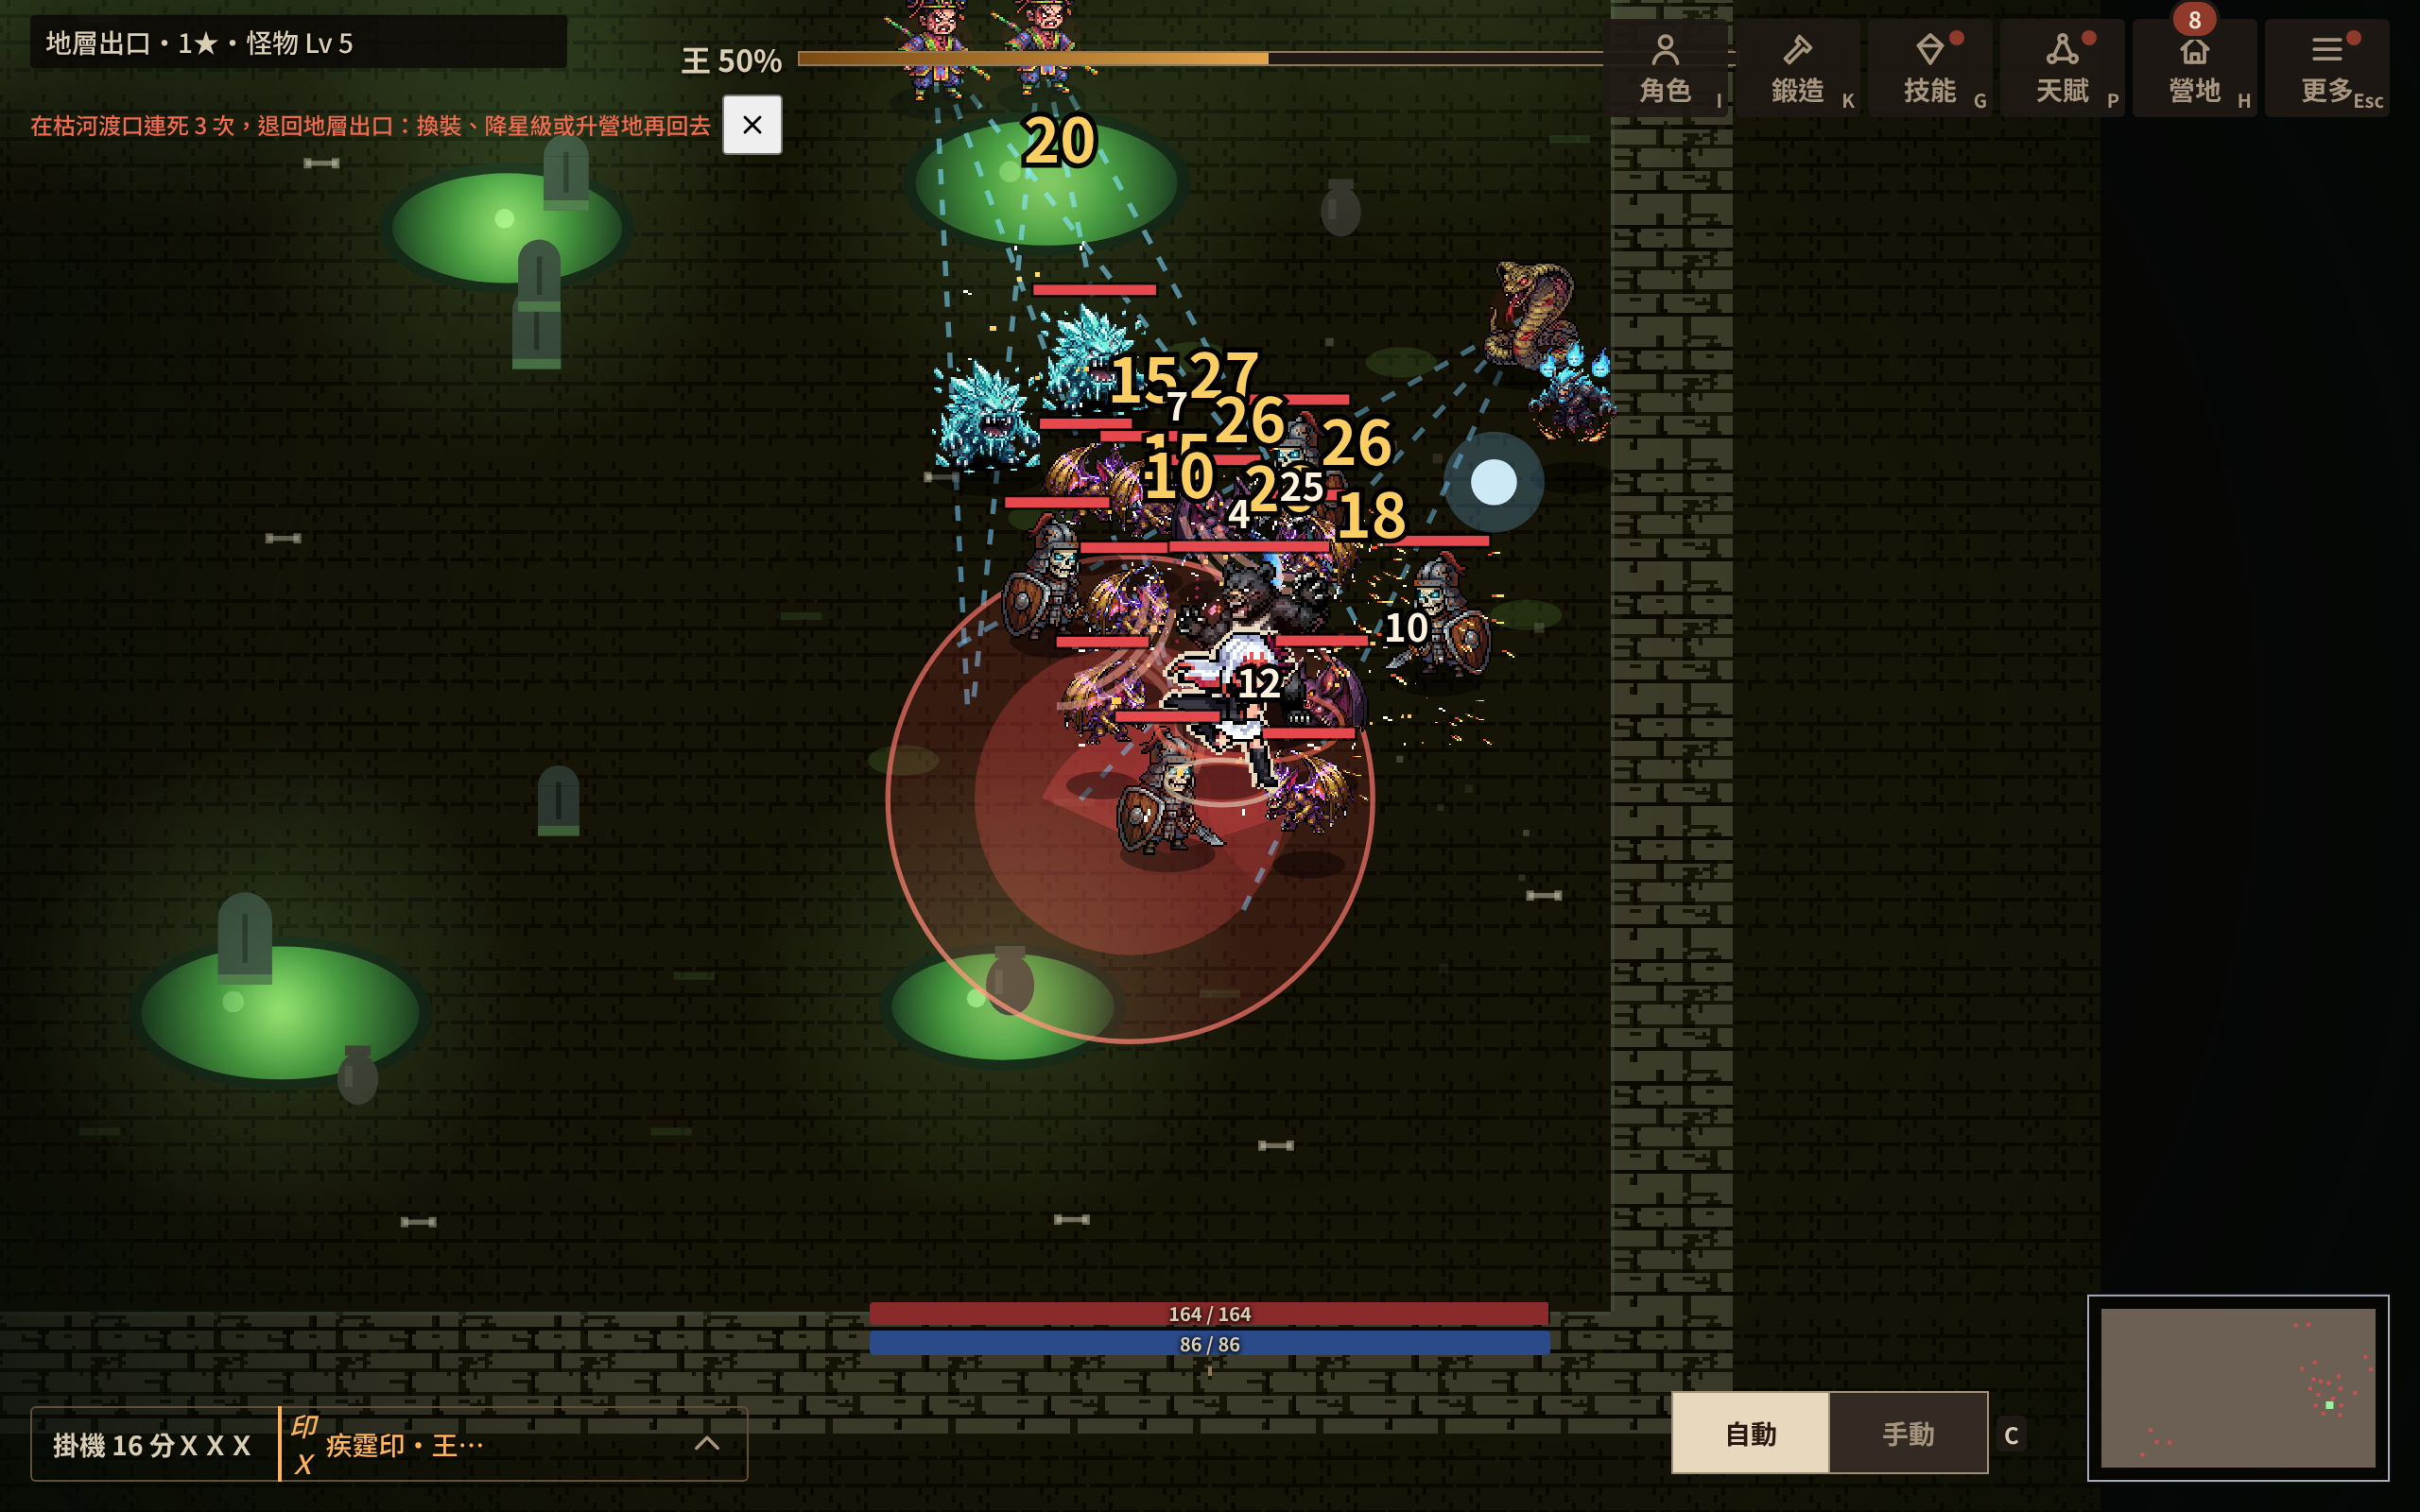 地層出口・1★・怪物 Lv 5
王 50%
在枯河渡口連死 3 次，退回地層出口：換裝、降星級或升營地再回去
角色 I
鍛造 K
技能 G
天賦 P
8
營地 H
更多 Esc
20
15
27
7
26
26
15
10
25
4
18
10
12
164 / 164
86 / 86
掛機 16 分 X X X
印 X 疾霆印・王…
自動
手動
C